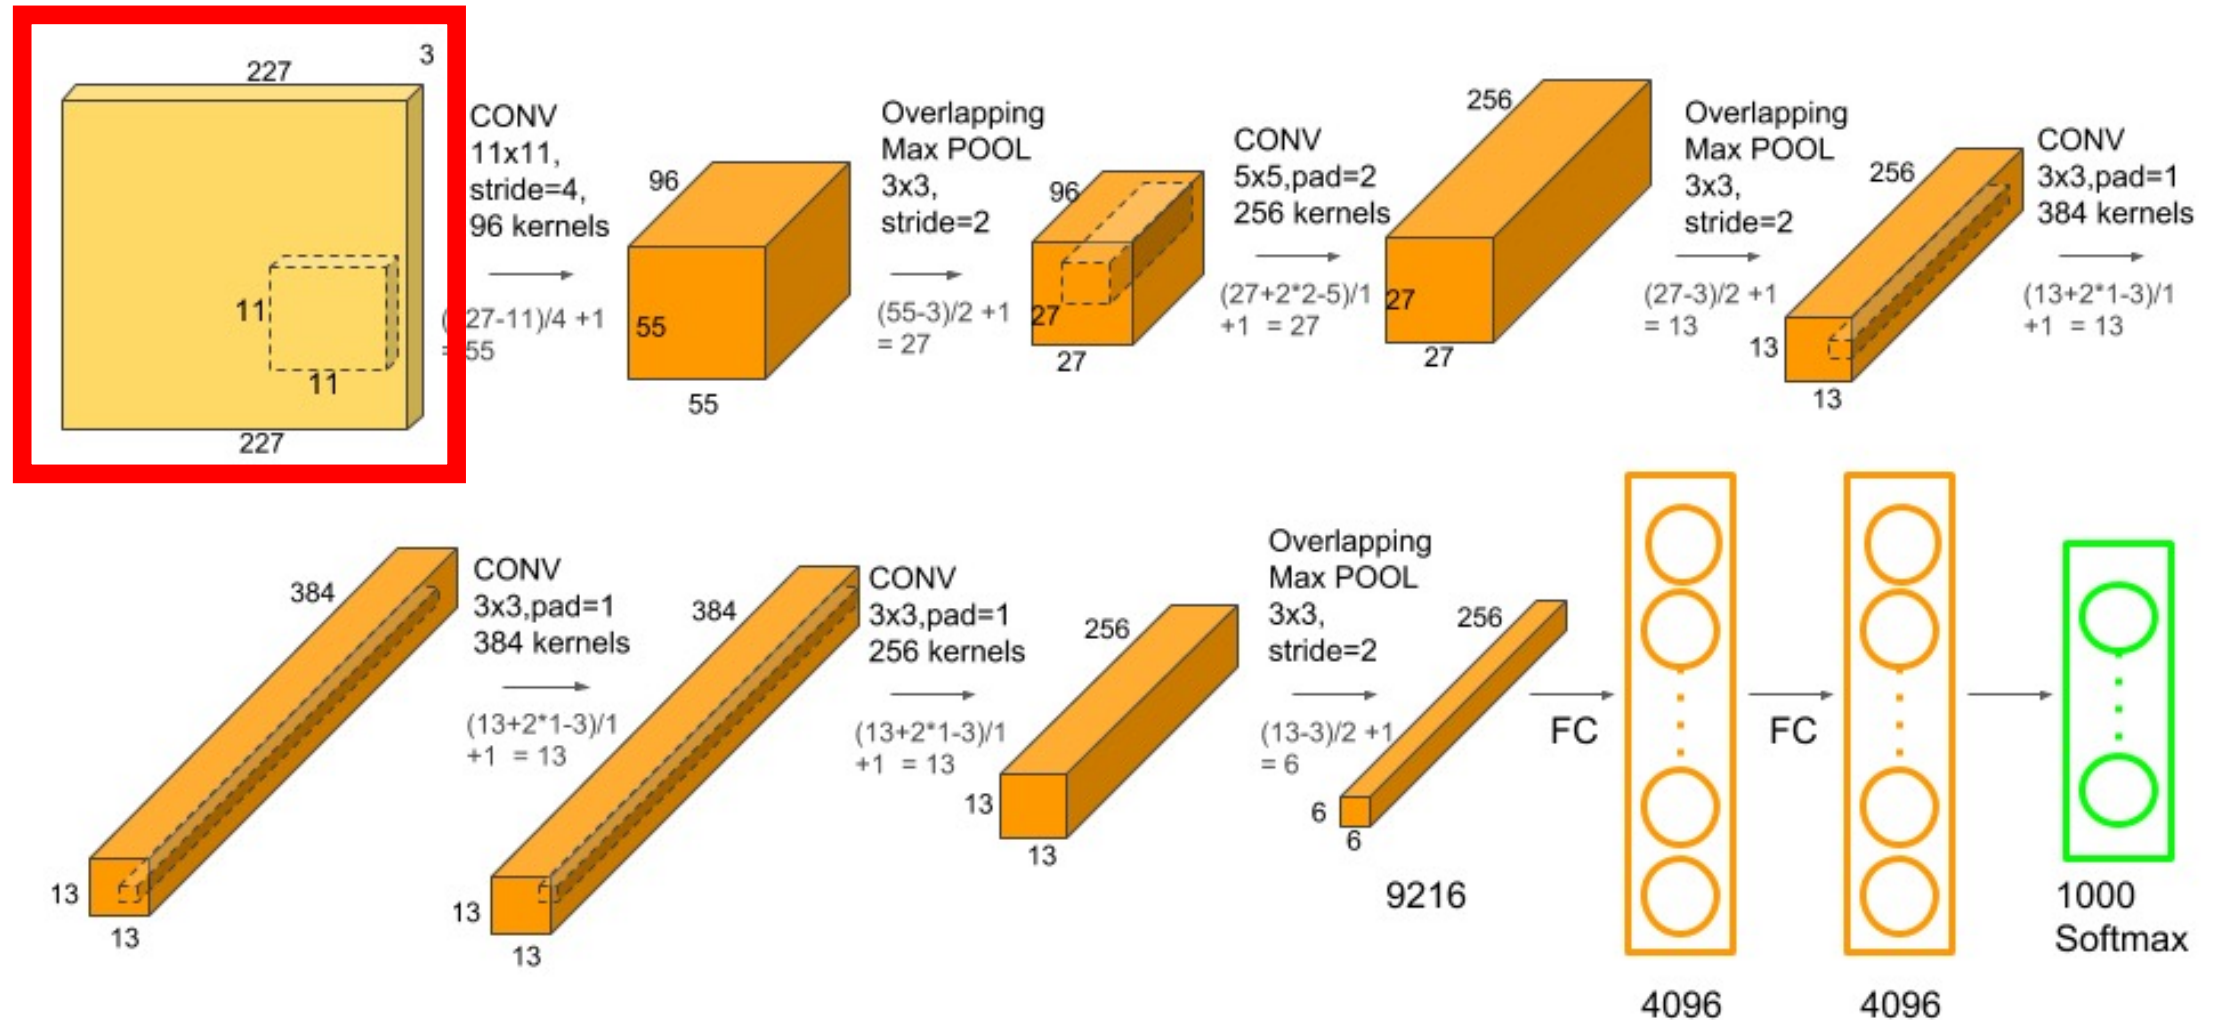 3
227
11
11
227
CONV
11x11,
stride=4,
96 kernels
27-11)/4 +1
55
96
55
55
Overlapping
Max POOL
3x3,
stride=2
(55-3)/2 +1
= 27
96
27
27
CONV
5x5,pad=2
256 kernels
(27+2*2-5)/1
+1 = 27
256
27
27
Overlapping
Max POOL
3x3,
stride=2
(27-3)/2 +1
= 13
256
13
13
CONV
3x3,pad=1
384 kernels
(13+2*1-3)/1
+1 = 13
384
13
13
CONV
3x3,pad=1
384 kernels
(13+2*1-3)/1
+1 = 13
384
13
13
CONV
3x3,pad=1
256 kernels
(13+2*1-3)/1
+1 = 13
256
13
13
Overlapping
Max POOL
3x3,
stride=2
(13-3)/2 +1
= 6
256
6
6
9216
FC
4096
FC
4096
1000
Softmax